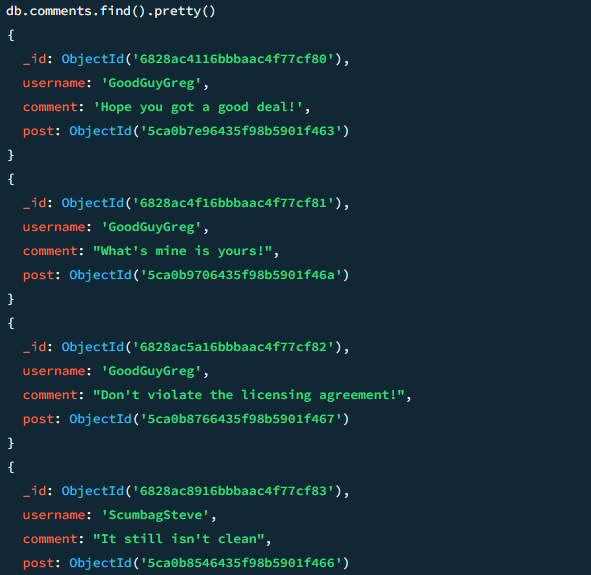 db.comments.find().pretty()
{
_id: ObjectId('6828ac4116bbbaac4f77cf80'),
username: 'GoodGuyGreg',
comment: 'Hope you got a good deal!',
post: ObjectId('5ca0b7e96435f98b5901f463')
}
{
_id: ObjectId('6828ac4f16bbbaac4f77cf81'),
username: 'GoodGuyGreg',
comment: "What's mine is yours!",
post: ObjectId('5ca0b9706435f98b5901f46a')
}
{
_id: ObjectId('6828ac5a16bbbaac4f77cf82'),
username: 'GoodGuyGreg',
comment: "Don't violate the licensing agreement!",
post: ObjectId('5ca0b8766435f98b5901f467')
}
{
_id: ObjectId('6828ac8916bbbaac4f77cf83'),
username: 'ScumbagSteve',
comment: "It still isn't clean",
post: ObjectId('5ca0b8546435f98b5901f466')